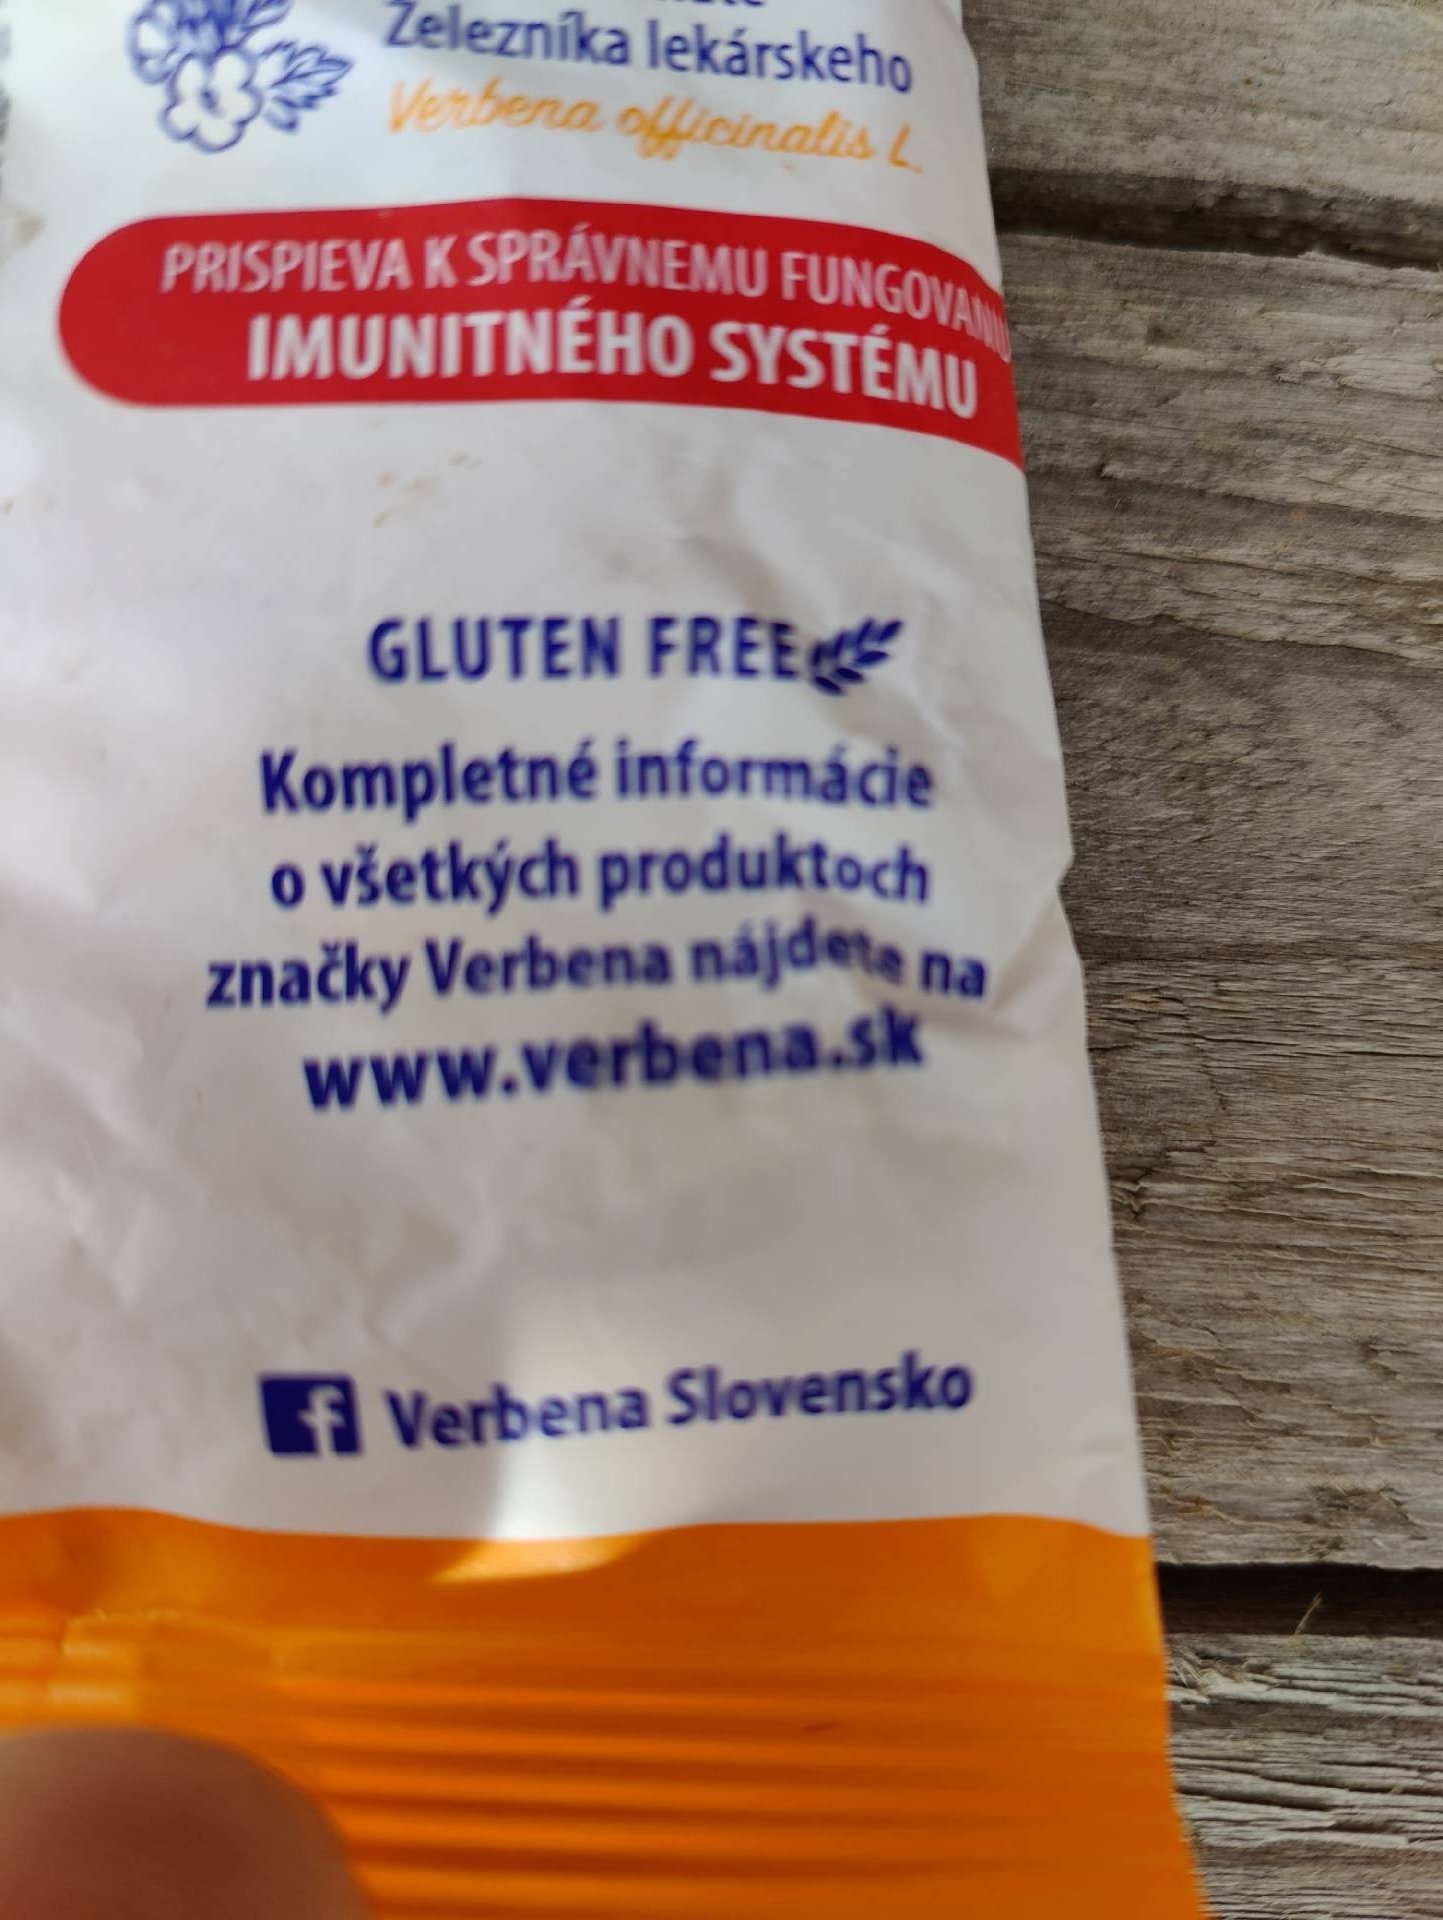 Železníka lekárskeho
Verbena officinalis L.
PRISPIEVA K SPRÁVNEMU FUNGOVANIU
IMUNITNÉHO SYSTÉMU
GLUTEN FREE
Kompletné informácie
o všetkých produktoch
značky Verbena nájdete na
www.verbena.sk
f Verbena Slovensko